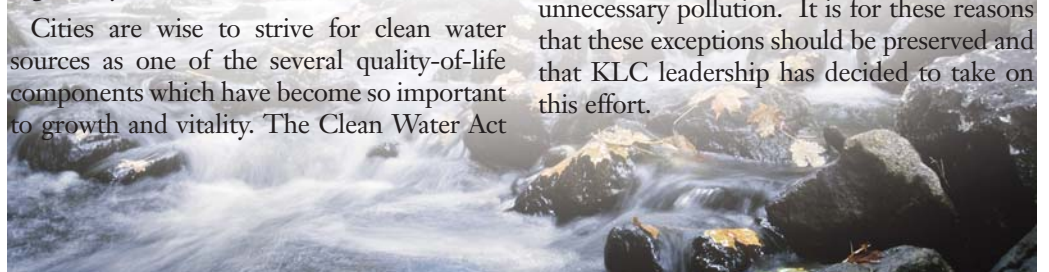 Cities are wise to strive for clean water
sources as one of the several quality-of-life
components which have become so important
to growth and vitality. The Clean Water Act
unnecessary pollution. It is for these reasons
that these exceptions should be preserved and
that KLC leadership has decided to take on
this effort.